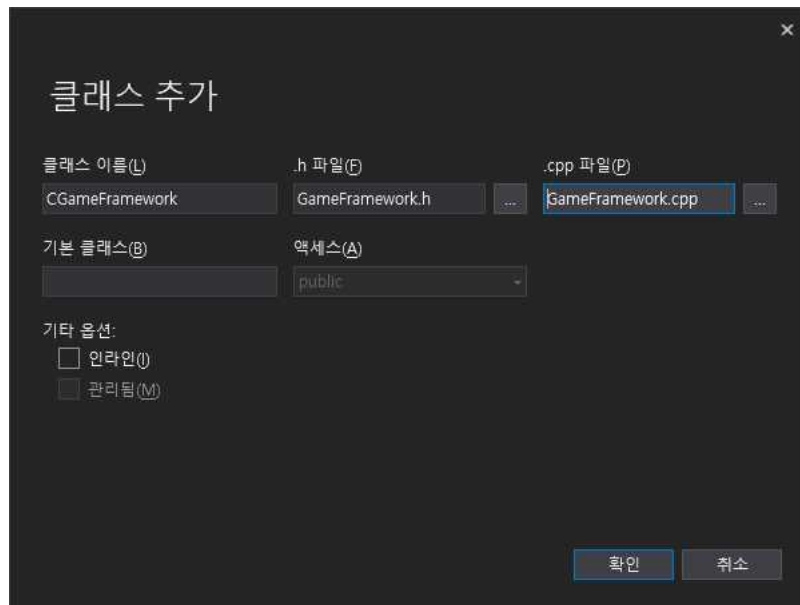 클래스 추가
클래스 이름(L) .h 파일(F) .cpp 파일(P)
CGameFramework GameFramework.h ... GameFramework.cpp ...
기본 클래스(B) 액세스(A)
public
기타 옵션:
인라인(I)
관리됨(M)
확인 취소